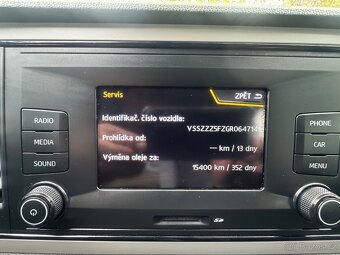 Servis
ZPĚT
RADIO
PHONE
Identifikač. číslo vozidla:
MEDIA
Prohlídka od:
CAR
--- km / 13 dny
SOUND
Výměna oleje za:
MENU
15400 km / 352 dny
SD